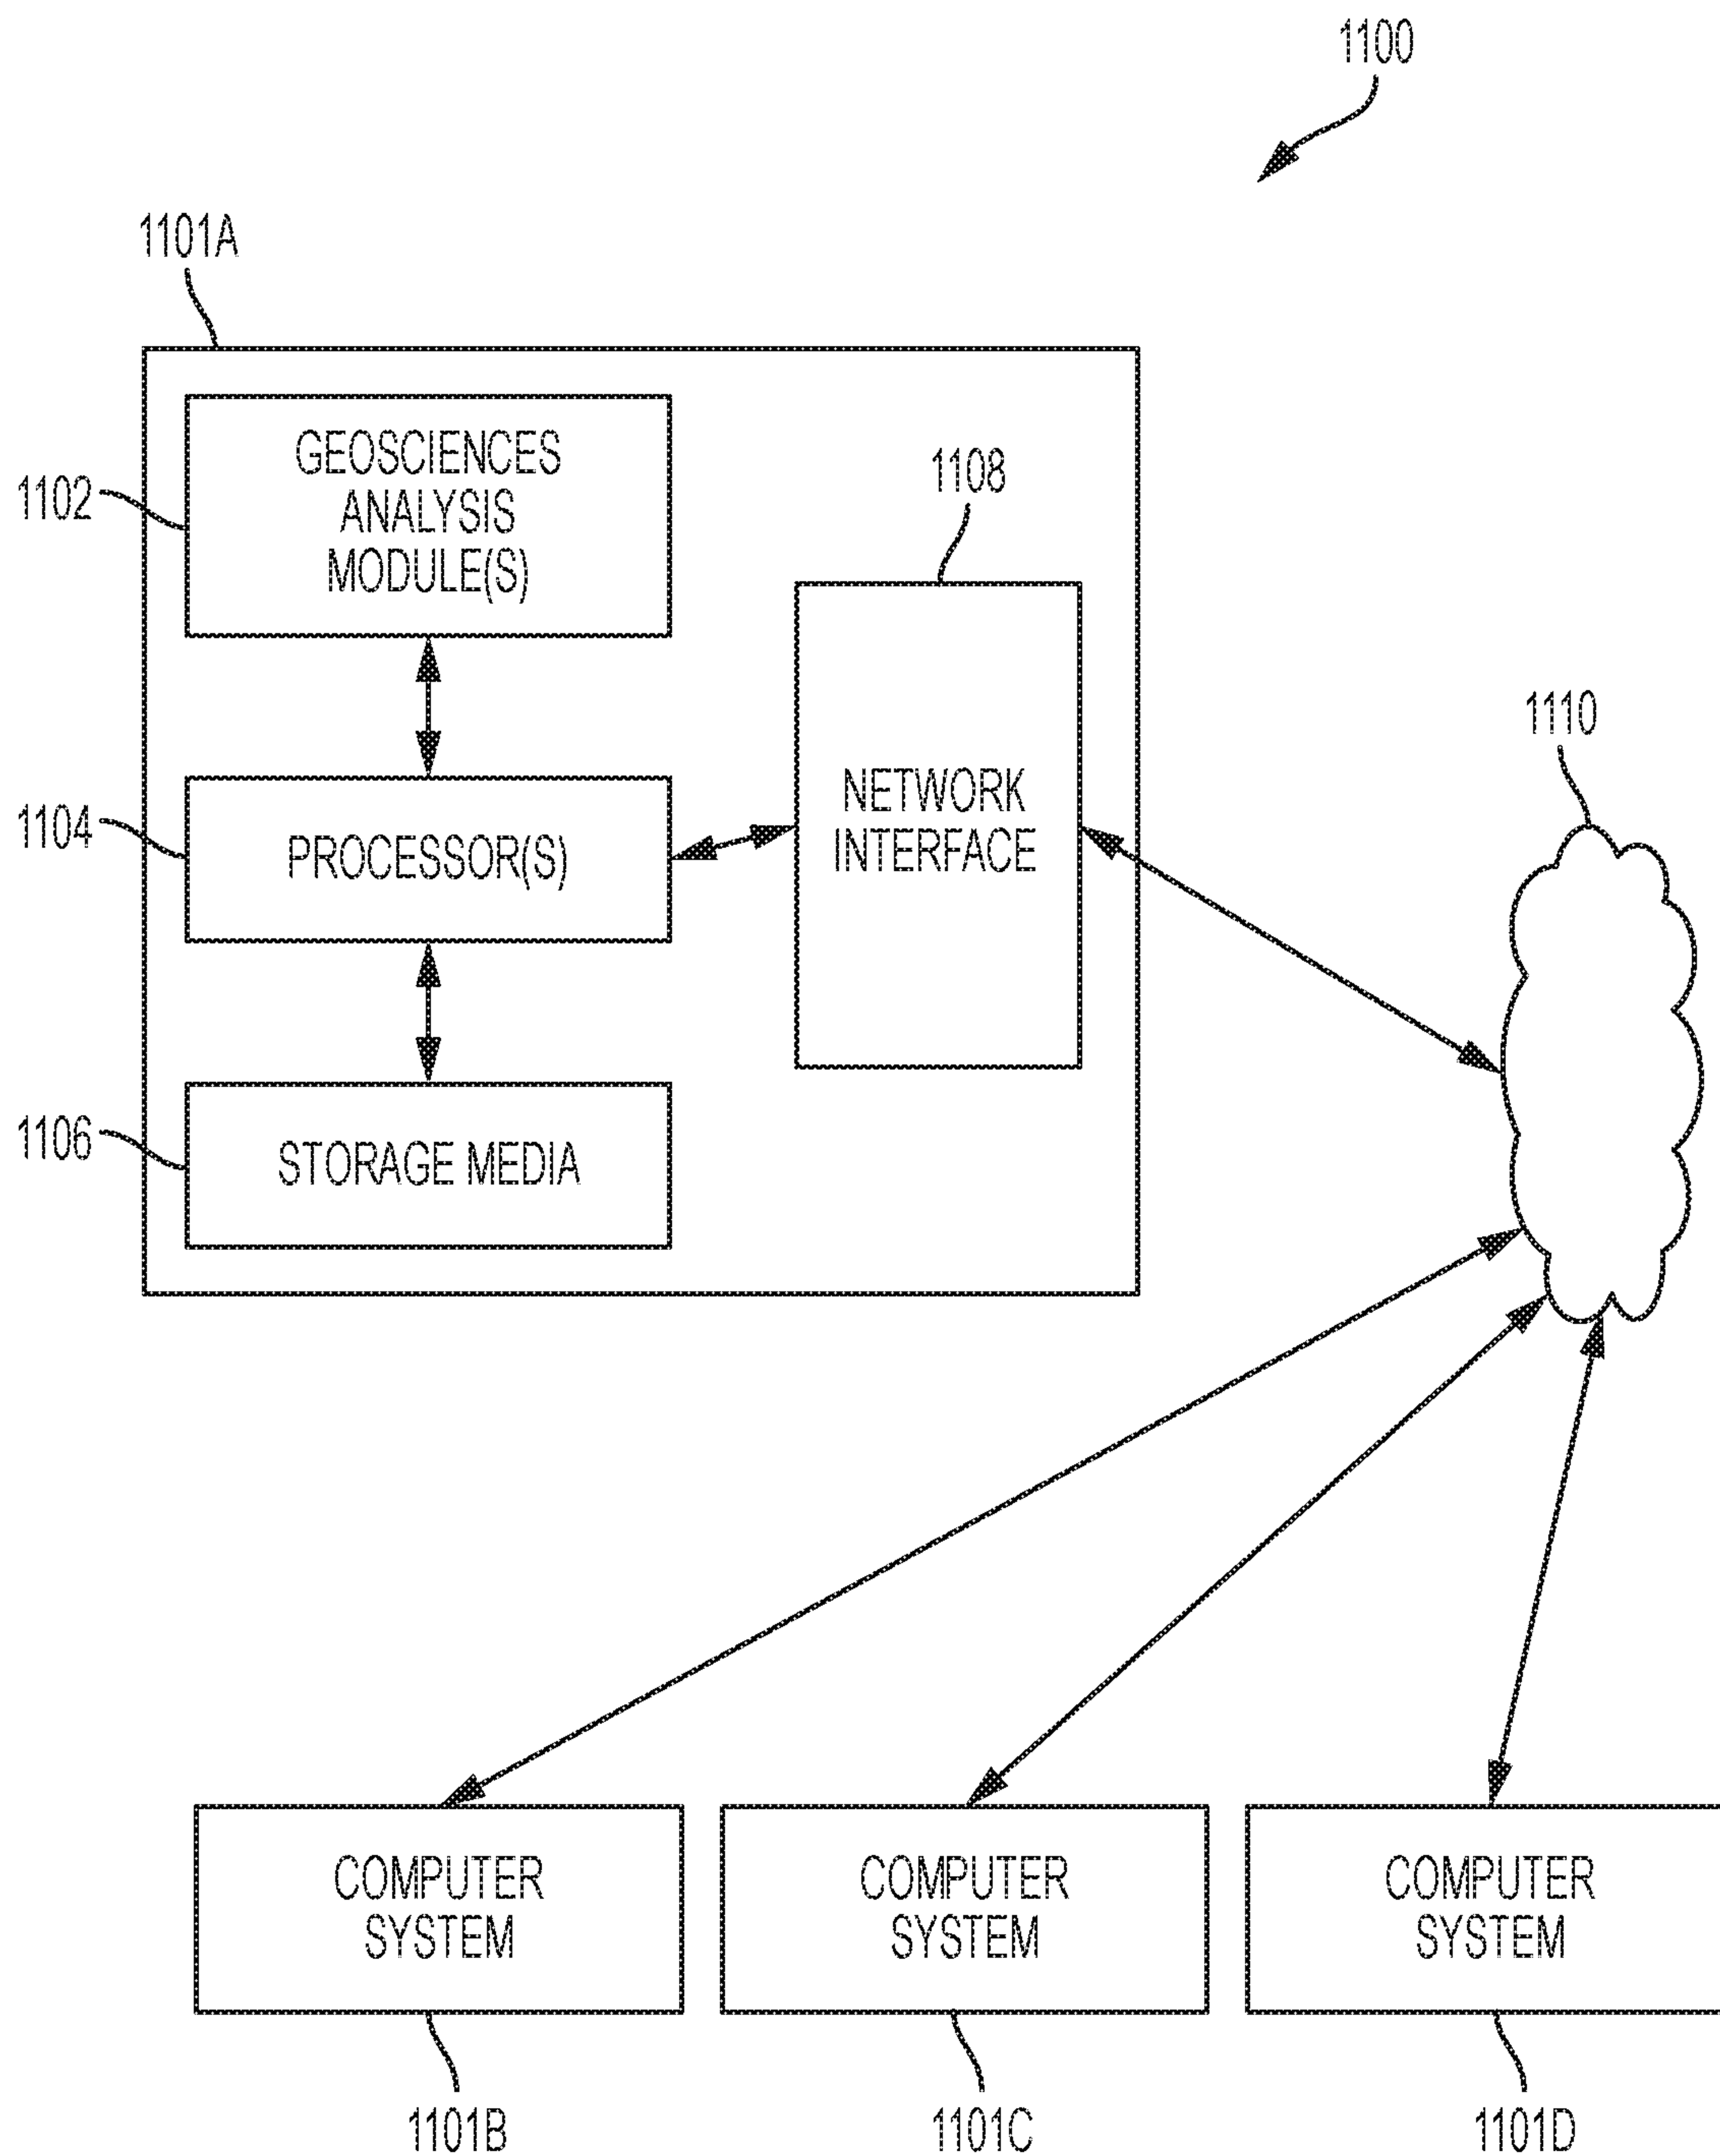 1100
1101A
GEOSCIENCES
ANALYSIS
MODULE(S)
1102
1108
1110
NETWORK
INTERFACE
1104
PROCESSOR(S)
1106
STORAGE MEDIA
COMPUTER
SYSTEM
COMPUTER
SYSTEM
COMPUTER
SYSTEM
1101B
1101C
1101D